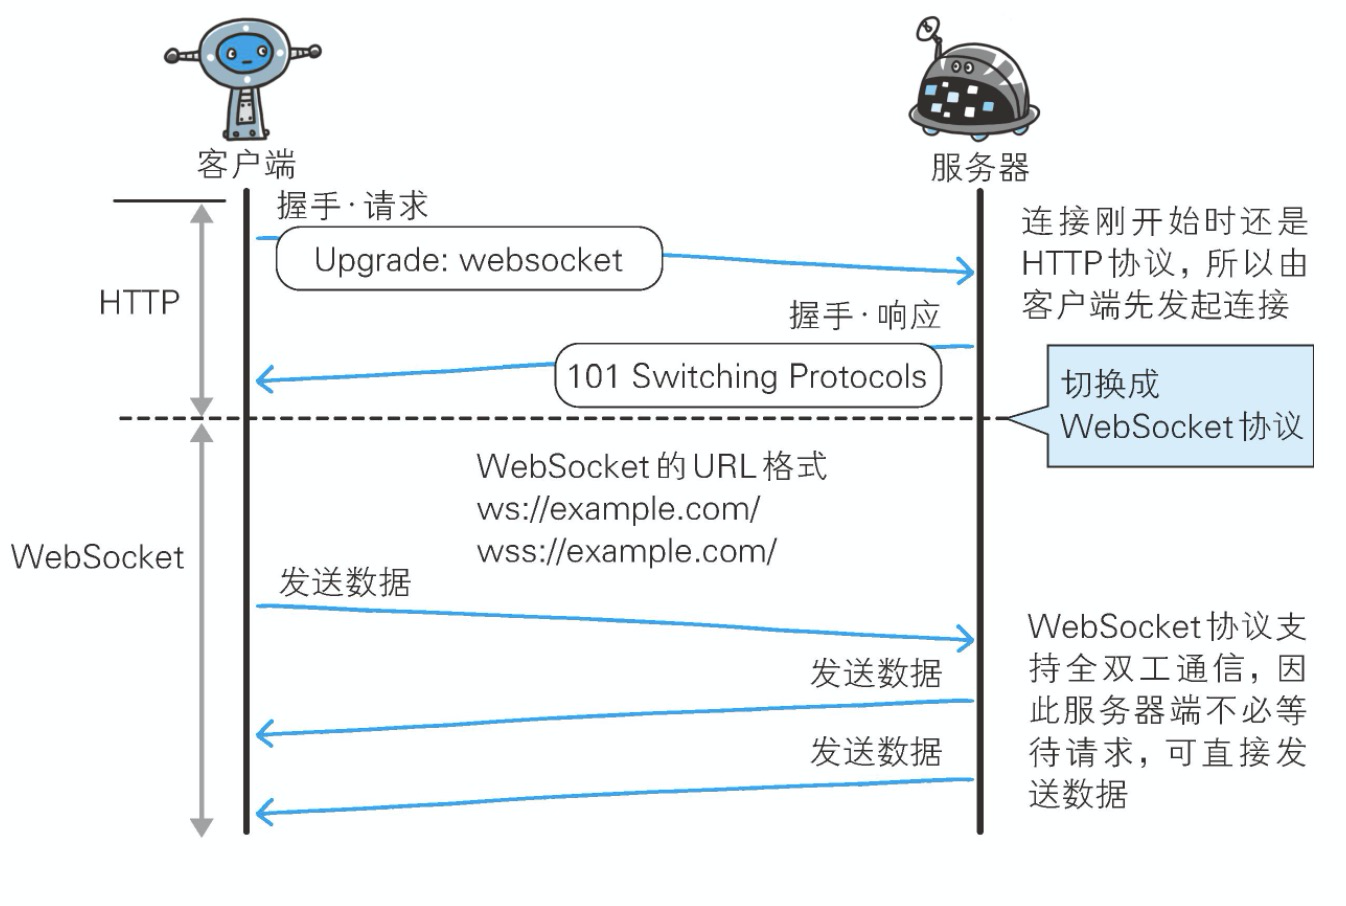 客户端
服务器
握手·请求
Upgrade: websocket
连接刚开始时还是
HTTP协议，所以由
客户端先发起连接
HTTP
握手·响应
101 Switching Protocols
切换成
WebSocket协议
WebSocket的URL格式
ws://example.com/
wss://example.com/
WebSocket
发送数据
发送数据
发送数据
WebSocket协议支
持全双工通信，因
此服务器端不必等
待请求，可直接发
送数据